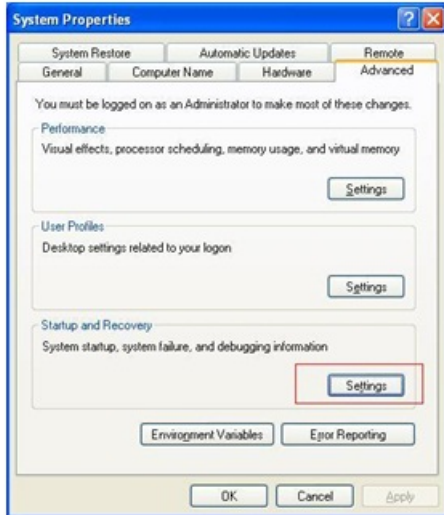 System Properties
System Restore Automatic Updates Remote
General Computer Name Hardware Advanced
You must be logged on as an Administrator to make most of these changes.
Performance
Visual effects, processor scheduling, memory usage, and virtual memory
Settings
User Profiles
Desktop settings related to your logon
Settings
Startup and Recovery
System startup, system failure, and debugging information
Settings
Environment Variables Error Reporting
OK Cancel Apply